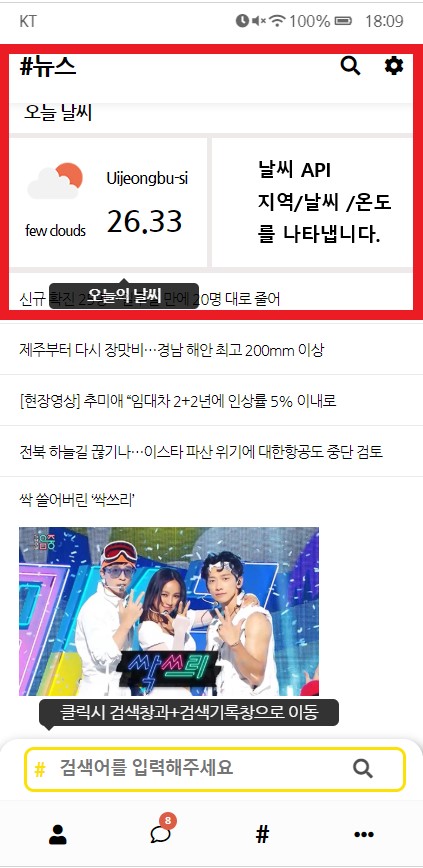 KT 100% 18:09
#뉴스
오늘 날씨
Uijeongbu-si
few clouds 26.33
날씨 API
지역/날씨 /온도
를 나타냅니다.
오늘의 날씨
신규 확진 20명 대로 줄어
제주부터 다시 장맛비…경남 해안 최고 200mm 이상
[현장영상] 추미애 “임대차 2+2년에 인상률 5% 이내로
전북 하늘길 끊기나…이스타 파산 위기에 대한항공도 중단 검토
싹 쓸어버린 ‘싹쓰리’
음중
싹쓰리
클릭시 검색창과+검색기록창으로 이동
# 검색어를 입력해주세요
8
#